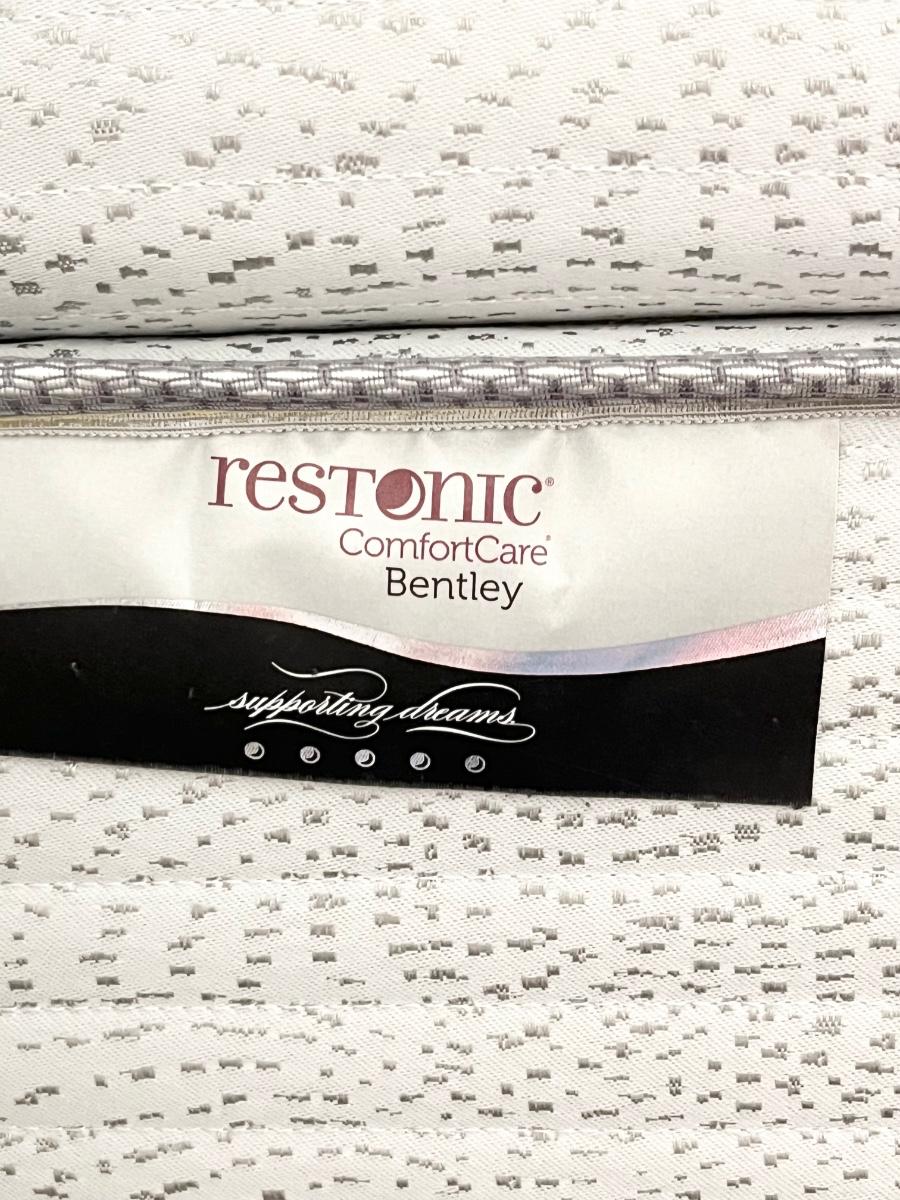 resTonic®
ComfortCare®
Bentley
supporting dreams